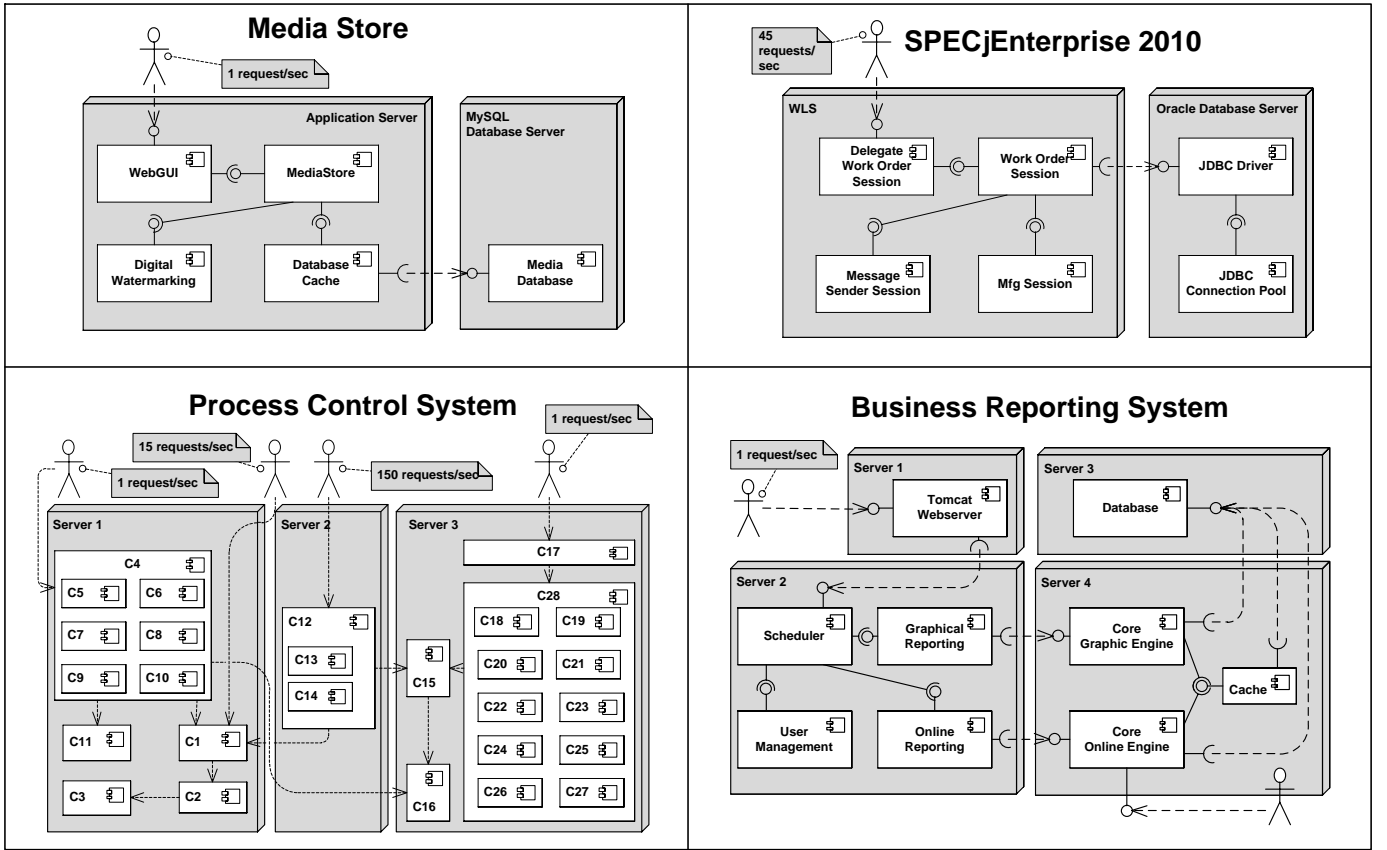 Media Store
1 request/sec
Application Server
MySQL
Database Server
WebGUI
MediaStore
Digital
Watermarking
Database
Cache
Media
Database
SPECjEnterprise 2010
45
requests/
sec
WLS
Oracle Database Server
Delegate
Work Order
Session
Work Order
Session
JDBC Driver
Message
Sender Session
Mfg Session
JDBC
Connection Pool
Process Control System
15 requests/sec
1 request/sec
1 request/sec
150 requests/sec
Server 1
Server 2
Server 3
C4
C5
C6
C7
C8
C9
C10
C11
C1
C3
C2
C12
C13
C14
C15
C16
C17
C28
C18
C19
C20
C21
C22
C23
C24
C25
C26
C27
Business Reporting System
1 request/sec
Server 1
Tomcat
Webserver
Server 3
Database
Server 2
Scheduler
Graphical
Reporting
User
Management
Online
Reporting
Server 4
Core
Graphic Engine
Cache
Core
Online Engine